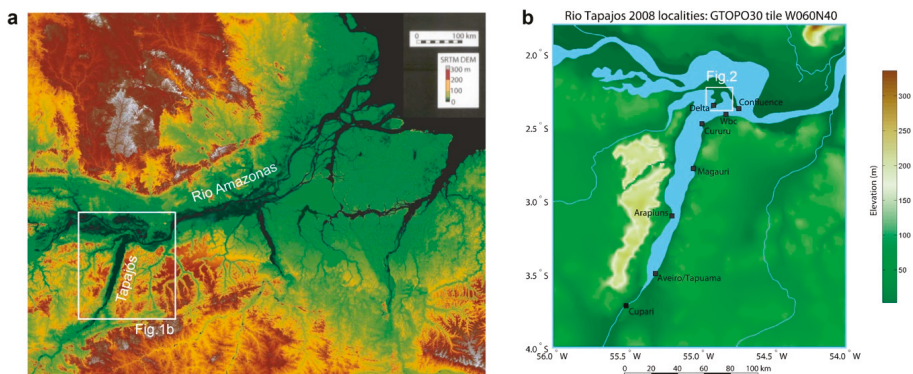 a
0 100 km
SRTM DEM
300 m
200
100
0
Rio Amazonas
Tapajos
Fig.1b
b
Rio Tapajos 2008 localities: GTOPO30 tile W060N40
2.0° S
2.5° S
3.0° S
3.5° S
4.0° S
56.0° W
55.5° W
55.0° W
54.5° W
54.0° W
Fig.2
Delta
Confluence
Wbc
Cururu
Magauri
Arapiuns
Aveiro/Tapuama
Cupari
0 20 40 60 80 100 km
Elevation (m)
300
250
200
150
100
50